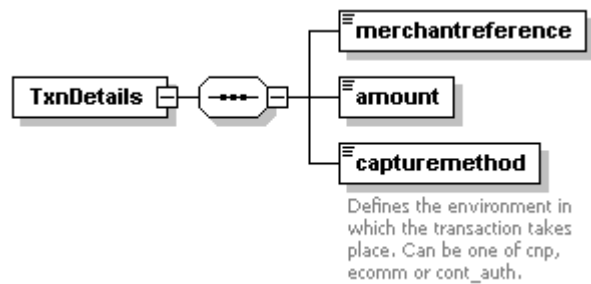 merchantreference
TxnDetails
amount
capturemethod
Defines the environment in
which the transaction takes
place. Can be one of cnp,
ecomm or cont_auth.